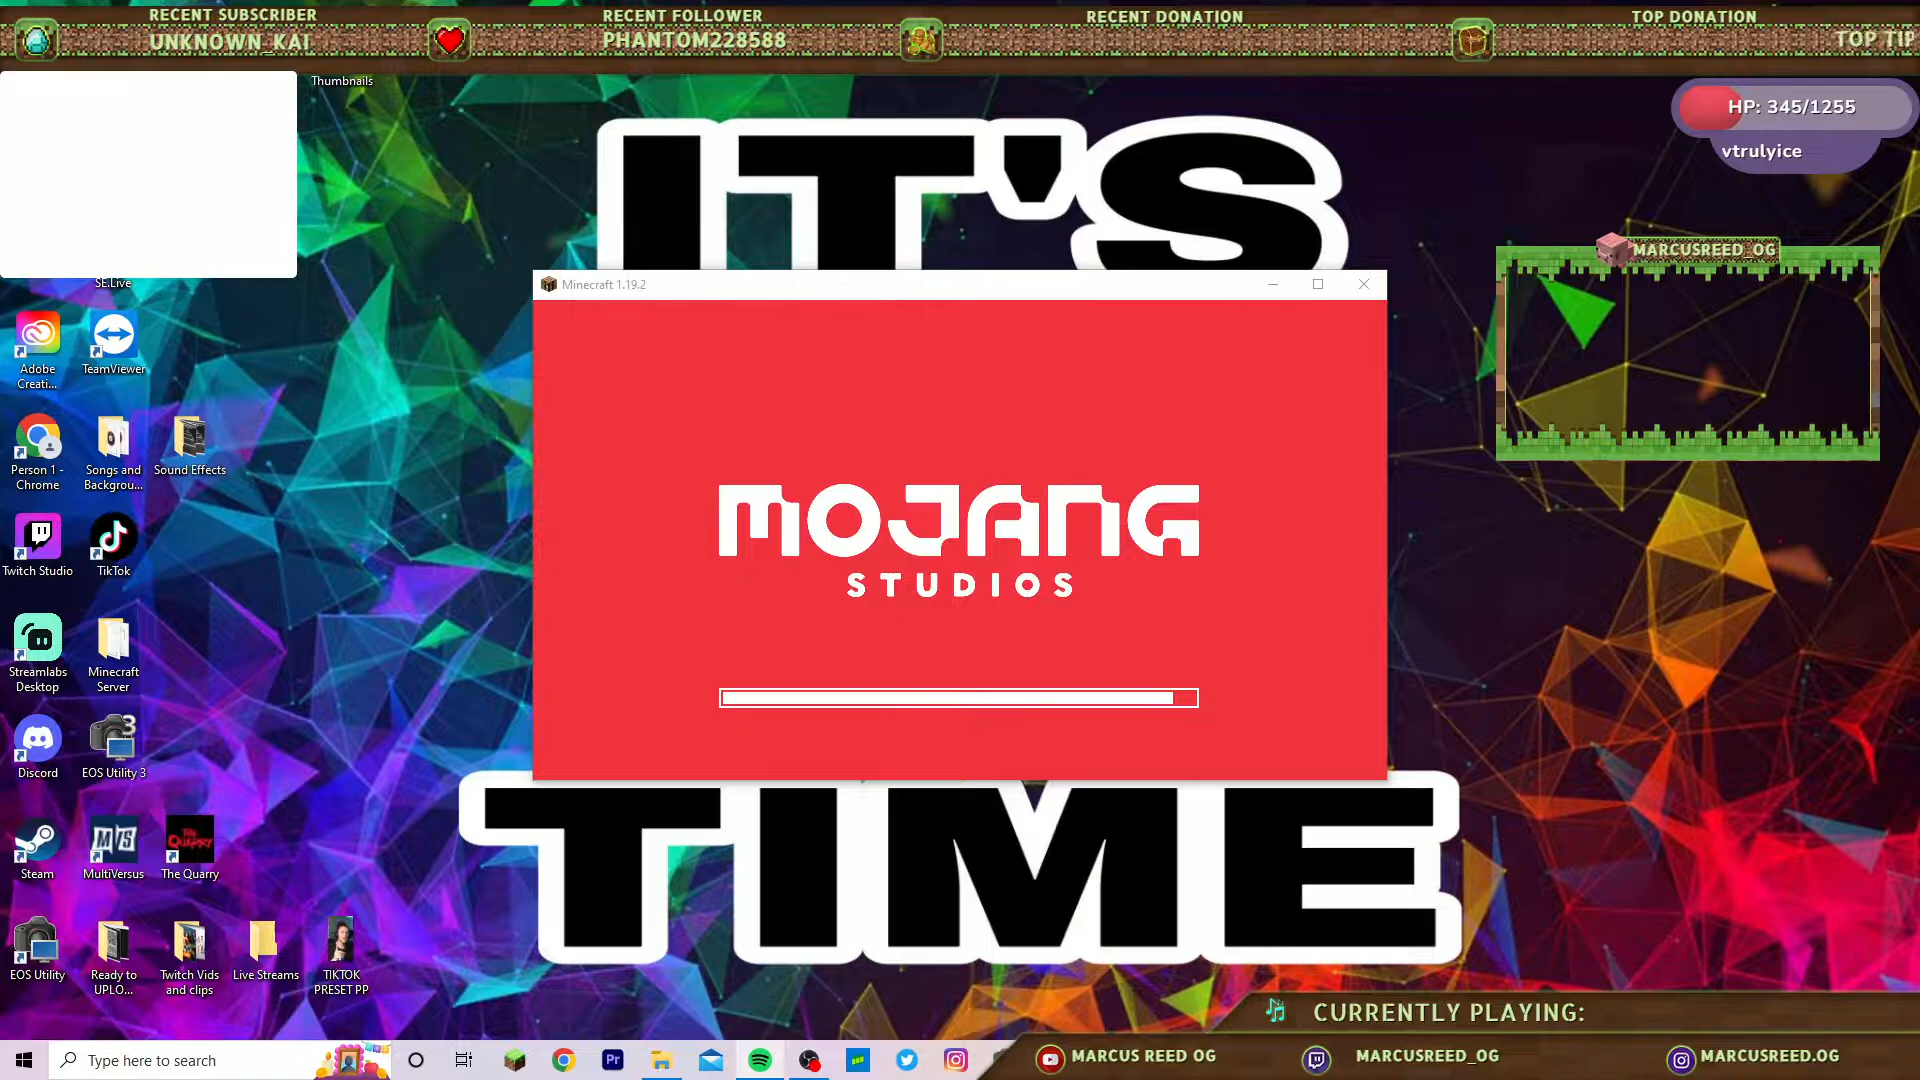 RECENT SUBSCRIBER
UNKNOWN_KAI
RECENT FOLLOWER
PHANTOM228588
RECENT DONATION
TOP DONATION
TOP TIP
Thumbnails
HP: 345/1255
vtrulyice
IT'S
MARCUSREED_OG
SE.Live
Minecraft 1.19.2
MOJANG
STUDIOS
Adobe
Creati...
TeamViewer
Person 1 -
Chrome
Songs and
Backgrou...
Sound Effects
Twitch Studio
TikTok
Streamlabs
Desktop
Minecraft
Server
Discord
3
EOS Utility 3
TIME
Steam
M/S
MultiVersus
THE
QUARRY
The Quarry
EOS Utility
Ready to
UPLO...
Twitch Vids
and clips
Live Streams
TIKTOK
PRESET PP
CURRENTLY PLAYING:
Type here to search
Pr
MARCUS REED OG
MARCUSREED_OG
MARCUSREED.OG